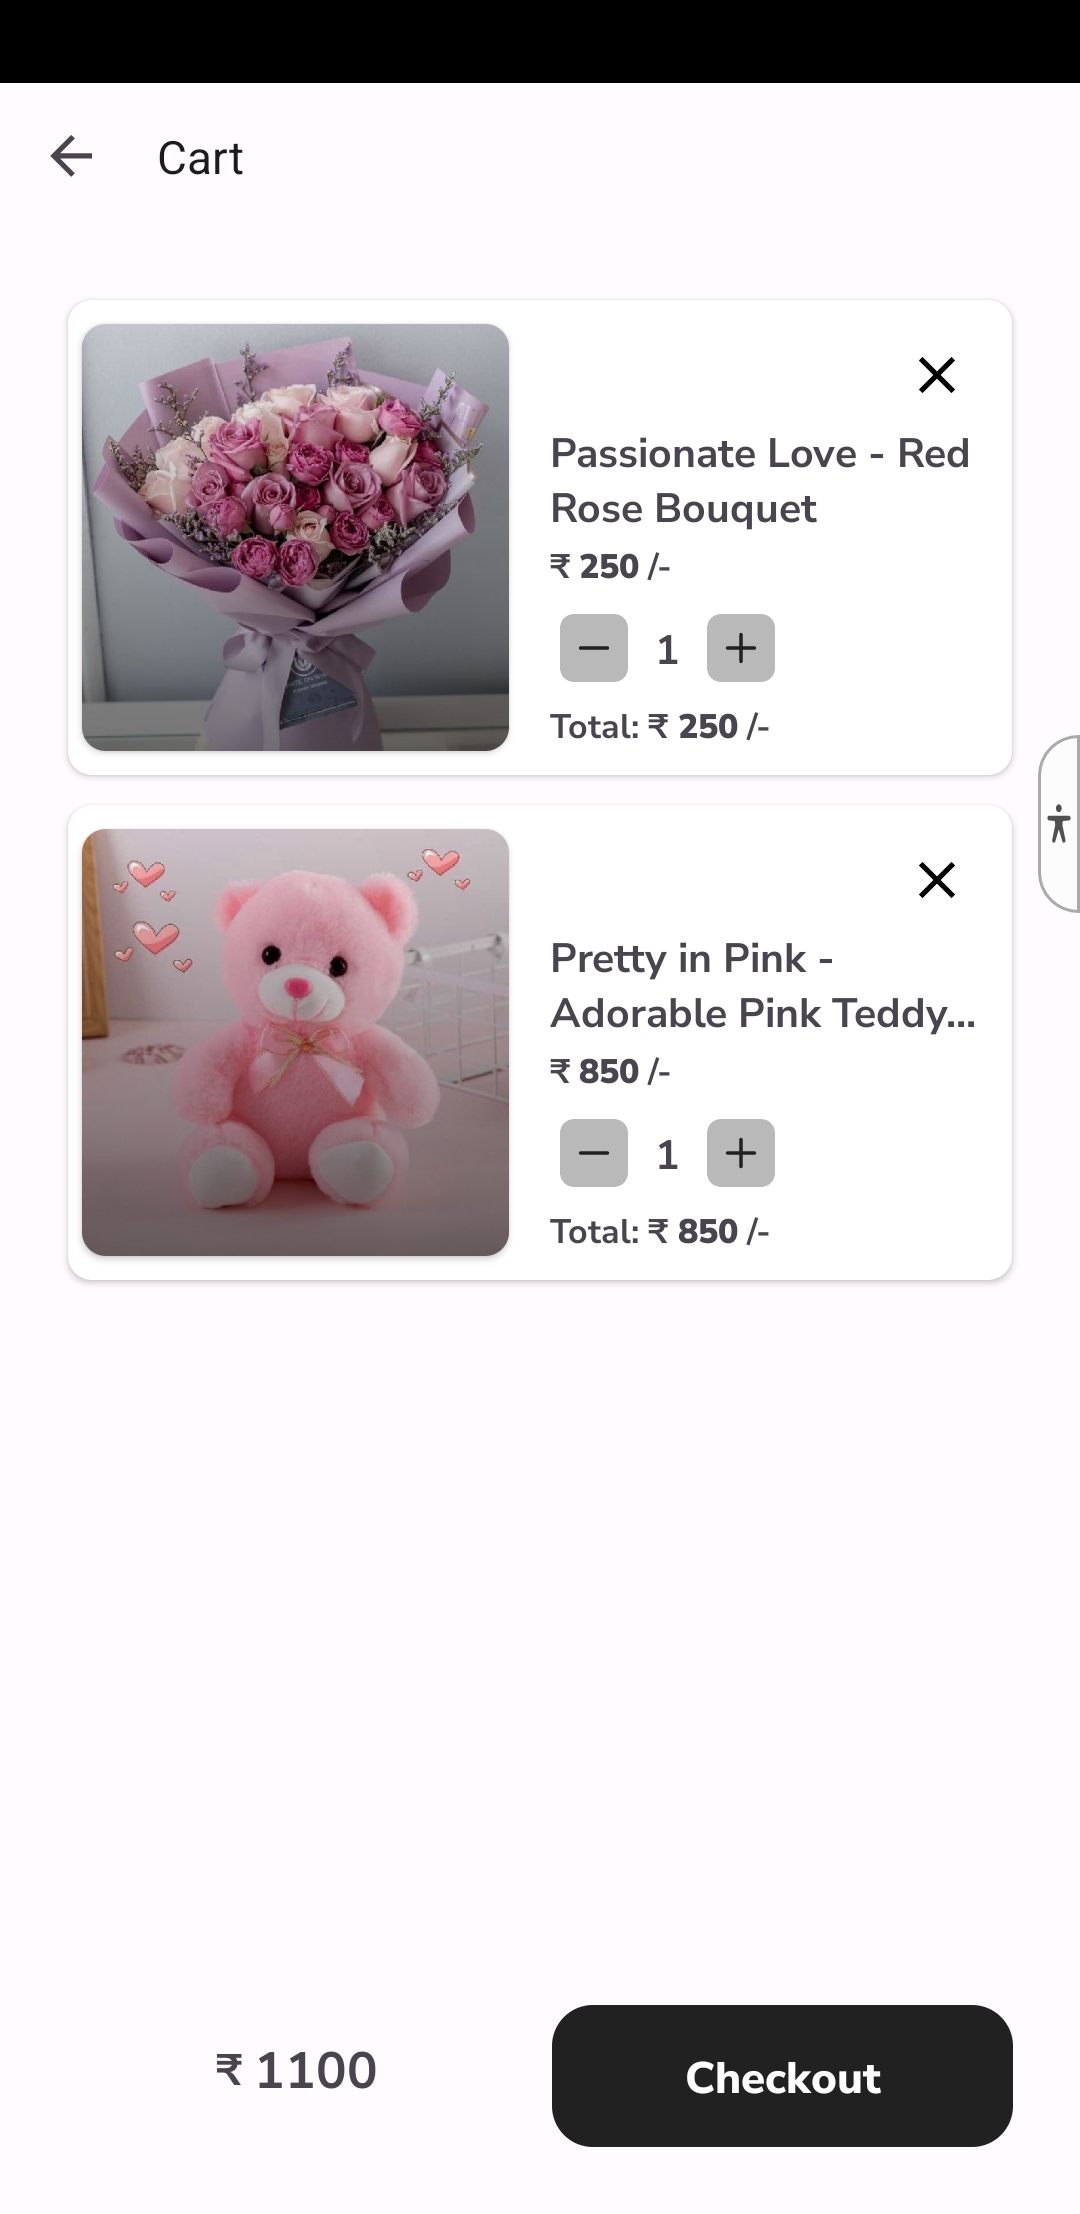 Cart
Passionate Love - Red
Rose Bouquet
₹ 250 /-
1
Total: ₹ 250 /-
Pretty in Pink -
Adorable Pink Teddy...
₹ 850 /-
1
Total: ₹ 850 /-
₹ 1100
Checkout